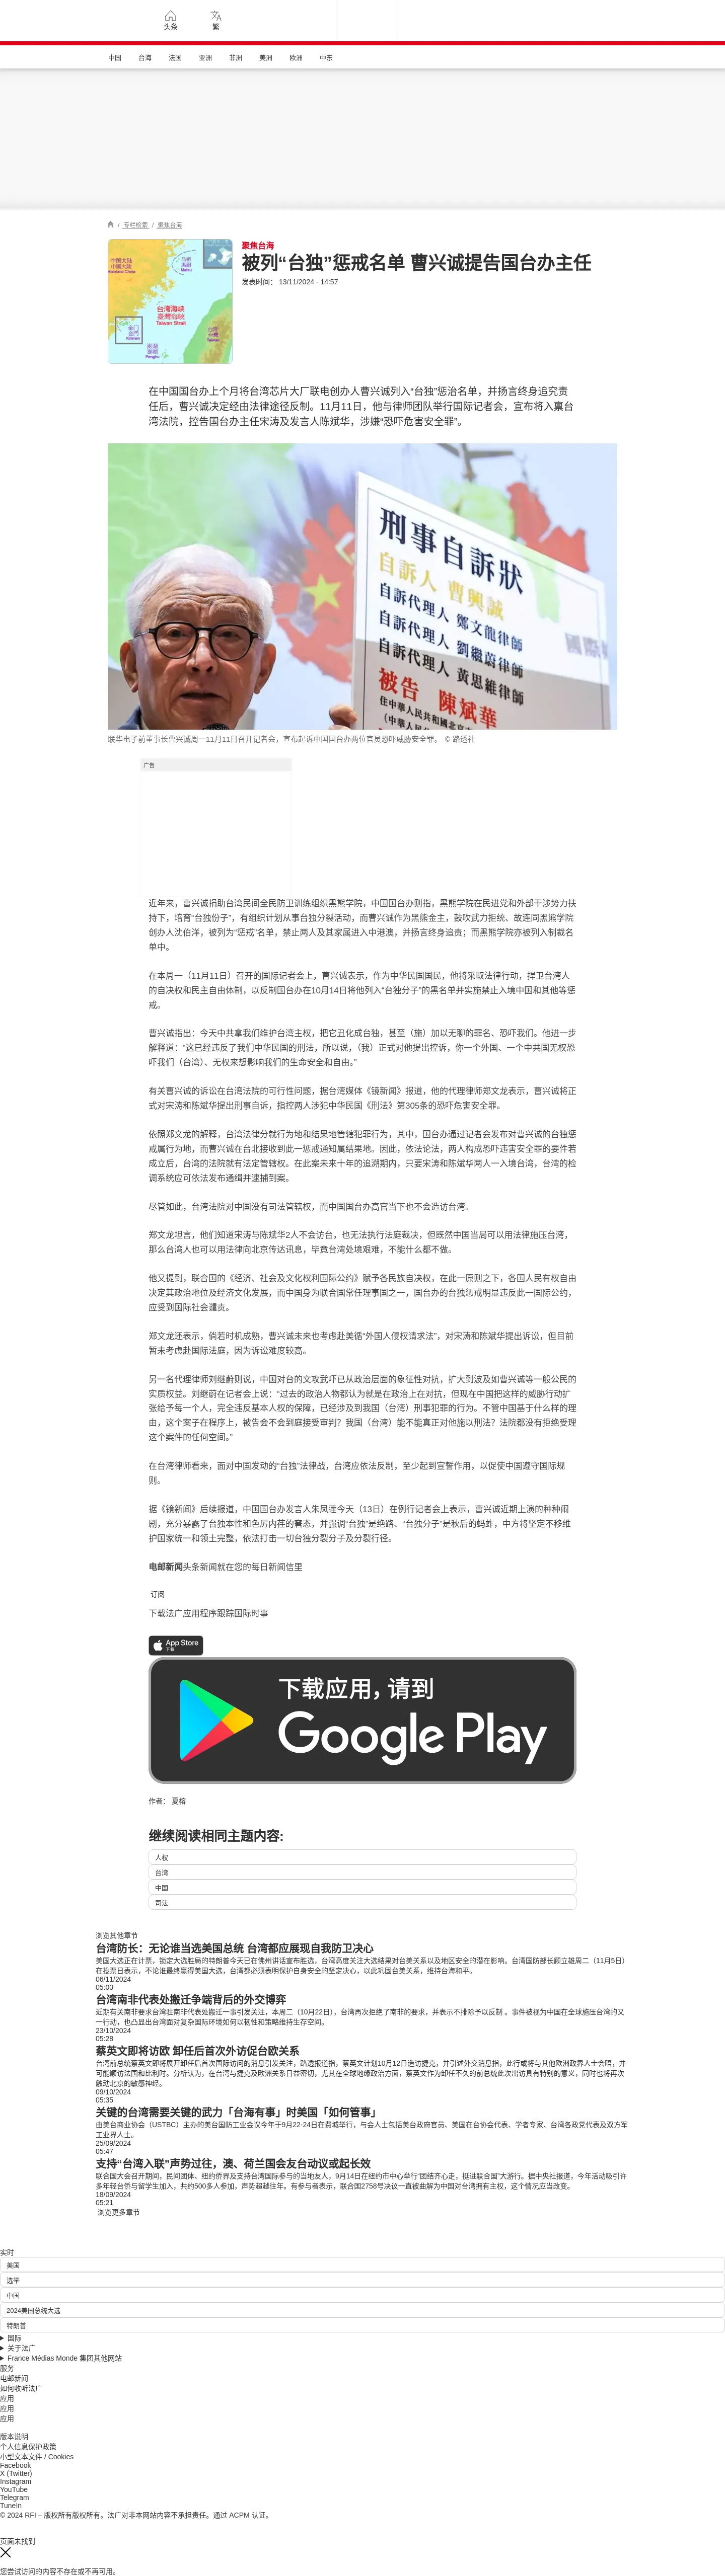 头条
繁
中国 台海 法国 亚洲 非洲 美洲 欧洲 中东
/ 专栏检索 / 聚焦台海
中国大陆
中國大陸
Mainland China
马祖
馬祖
Matsu
台湾海峡
臺灣海峽
Taiwan Strait
金门
金門
Kinmen
台湾
澎湖
澎湖
Penghu
聚焦台海
被列“台独”惩戒名单 曹兴诚提告国台办主任
发表时间： 13/11/2024 - 14:57
在中国国台办上个月将台湾芯片大厂联电创办人曹兴诚列入“台独”惩治名单，并扬言终身追究责
任后，曹兴诚决定经由法律途径反制。11月11日，他与律师团队举行国际记者会，宣布将入禀台
湾法院，控告国台办主任宋涛及发言人陈斌华，涉嫌“恐吓危害安全罪”。
刑事自訴狀
自訴人 曹興誠
自訴代理人 鄭文龍律師
自訴代理人 劉繼蔚律師
自訴代理人 黃思維律師
被告 陳斌華
(中華人民共和國
住中華人民
联华电子前董事长曹兴诚周一11月11日召开记者会，宣布起诉中国国台办两位官员恐吓威胁安全罪。 © 路透社
广告
近年来，曹兴诚捐助台湾民间全民防卫训练组织黑熊学院，中国国台办则指，黑熊学院在民进党和外部干涉势力扶
持下，培育“台独份子”，有组织计划从事台独分裂活动，而曹兴诚作为黑熊金主，鼓吹武力拒统、故连同黑熊学院
创办人沈伯洋，被列为“惩戒”名单，禁止两人及其家属进入中港澳，并扬言终身追责；而黑熊学院亦被列入制裁名
单中。
在本周一（11月11日）召开的国际记者会上，曹兴诚表示，作为中华民国国民，他将采取法律行动，捍卫台湾人
的自决权和民主自由体制，以反制国台办在10月14日将他列入“台独分子”的黑名单并实施禁止入境中国和其他等惩
戒。
曹兴诚指出：今天中共拿我们维护台湾主权，把它丑化成台独，甚至（施）加以无聊的罪名、恐吓我们。他进一步
解释道：“这已经违反了我们中华民国的刑法，所以说，（我）正式对他提出控诉，你一个外国、一个中共国无权恐
吓我们（台湾）、无权来想影响我们的生命安全和自由。”
有关曹兴诚的诉讼在台湾法院的可行性问题，据台湾媒体《镜新闻》报道，他的代理律师郑文龙表示，曹兴诚将正
式对宋涛和陈斌华提出刑事自诉，指控两人涉犯中华民国《刑法》第305条的恐吓危害安全罪。
依照郑文龙的解释，台湾法律分就行为地和结果地管辖犯罪行为，其中，国台办通过记者会发布对曹兴诚的台独惩
戒属行为地，而曹兴诚在台北接收到此一惩戒通知属结果地。因此，依法论法，两人构成恐吓违害安全罪的要件若
成立后，台湾的法院就有法定管辖权。在此案未来十年的追溯期内，只要宋涛和陈斌华两人一入境台湾，台湾的检
调系统应可依法发布通缉并逮捕到案。
尽管如此，台湾法院对中国没有司法管辖权，而中国国台办高官当下也不会造访台湾。
郑文龙坦言，他们知道宋涛与陈斌华2人不会访台，也无法执行法庭裁决，但既然中国当局可以用法律施压台湾，
那么台湾人也可以用法律向北京传达讯息，毕竟台湾处境艰难，不能什么都不做。
他又提到，联合国的《经济、社会及文化权利国际公约》赋予各民族自决权，在此一原则之下，各国人民有权自由
决定其政治地位及经济文化发展，而中国身为联合国常任理事国之一，国台办的台独惩戒明显违反此一国际公约，
应受到国际社会谴责。
郑文龙还表示，倘若时机成熟，曹兴诚未来也考虑赴美循“外国人侵权请求法”，对宋涛和陈斌华提出诉讼，但目前
暂未考虑赴国际法庭，因为诉讼难度较高。
另一名代理律师刘继蔚则说，中国对台的文攻武吓已从政治层面的象征性对抗，扩大到波及如曹兴诚等一般公民的
实质权益。刘继蔚在记者会上说：“过去的政治人物都认为就是在政治上在对抗，但现在中国把这样的威胁行动扩
张给予每一个人，完全违反基本人权的保障，已经涉及到我国（台湾）刑事犯罪的行为。不管中国基于什么样的理
由，这个案子在程序上，被告会不会到庭接受审判？我国（台湾）能不能真正对他施以刑法？法院都没有拒绝受理
这个案件的任何空间。”
在台湾律师看来，面对中国发动的“台独”法律战，台湾应依法反制，至少起到宣誓作用，以促使中国遵守国际规
则。
据《镜新闻》后续报道，中国国台办发言人朱凤莲今天（13日）在例行记者会上表示，曹兴诚近期上演的种种闹
剧，充分暴露了台独本性和色厉内荏的窘态，并强调“台独”是绝路、“台独分子”是秋后的蚂蚱，中方将坚定不移维
护国家统一和领土完整，依法打击一切台独分裂分子及分裂行径。
电邮新闻头条新闻就在您的每日新闻信里
订阅
下载法广应用程序跟踪国际时事
App Store
下载
下载应用，请到
Google Play
作者： 夏榕
继续阅读相同主题内容:
人权
台湾
中国
司法
浏览其他章节
台湾防长：无论谁当选美国总统 台湾都应展现自我防卫决心
美国大选正在计票，锁定大选胜局的特朗普今天已在佛州讲话宣布胜选，台湾高度关注大选结果对台美关系以及地区安全的潜在影响。台湾国防部长顾立雄周二（11月5日）
在投票日表示，不论谁最终赢得美国大选，台湾都必须表明保护自身安全的坚定决心，以此巩固台美关系，维持台海和平。
06/11/2024
05:00
台湾南非代表处搬迁争端背后的外交博弈
近期有关南非要求台湾驻南非代表处搬迁一事引发关注，本周二（10月22日），台湾再次拒绝了南非的要求，并表示不排除予以反制 。事件被视为中国在全球施压台湾的又
一行动，也凸显出台湾面对复杂国际环境如何以韧性和策略维持生存空间。
23/10/2024
05:28
蔡英文即将访欧 卸任后首次外访促台欧关系
台湾前总统蔡英文即将展开卸任后首次国际访问的消息引发关注，路透报道指，蔡英文计划10月12日造访捷克，并引述外交消息指，此行或将与其他欧洲政界人士会晤，并
可能顺访法国和比利时。分析认为，在台湾与捷克及欧洲关系日益密切，尤其在全球地缘政治方面，蔡英文作为卸任不久的前总统此次出访具有特别的意义，同时也将再次
触动北京的敏感神经。
09/10/2024
05:35
关键的台湾需要关键的武力「台海有事」时美国「如何管事」
由美台商业协会（USTBC）主办的美台国防工业会议今年于9月22-24日在费城举行，与会人士包括美台政府官员、美国在台协会代表、学者专家、台湾各政党代表及双方军
工业界人士。
25/09/2024
05:47
支持“台湾入联”声势过往，澳、荷兰国会友台动议或起长效
联合国大会召开期间，民间团体、纽约侨界及支持台湾国际参与的当地友人，9月14日在纽约市中心举行“团结齐心走，挺进联合国”大游行。据中央社报道，今年活动吸引许
多年轻台侨与留学生加入，共约500多人参加，声势超越往年。有参与者表示，联合国2758号决议一直被曲解为中国对台湾拥有主权，这个情况应当改变。
18/09/2024
05:21
浏览更多章节
实时
美国
选举
中国
2024美国总统大选
特朗普
国际
关于法广
France Médias Monde 集团其他网站
服务
电邮新闻
如何收听法广
应用
应用
应用
版本说明
个人信息保护政策
小型文本文件 / Cookies
Facebook
X (Twitter)
Instagram
YouTube
Telegram
TuneIn
© 2024 RFI – 版权所有版权所有。法广对非本网站内容不承担责任。通过 ACPM 认证。
页面未找到
您尝试访问的内容不存在或不再可用。